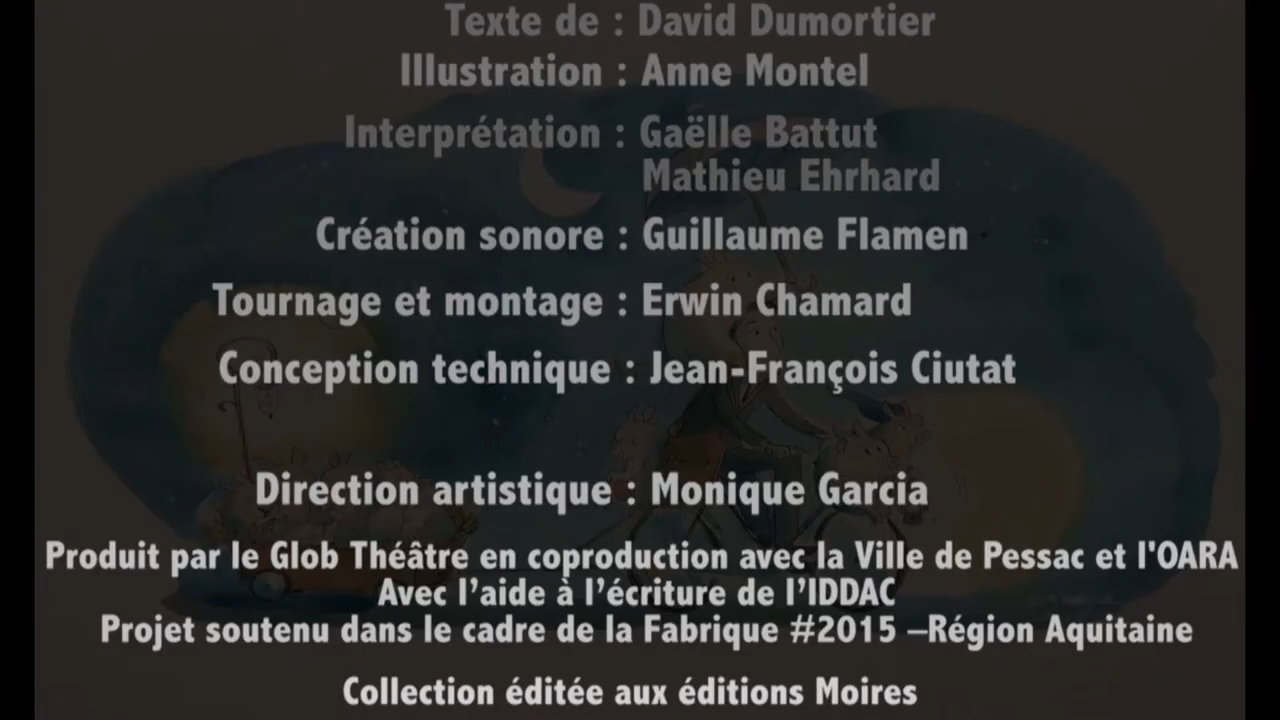 Texte de : David Dumortier
Illustration : Anne Montel
Interprétation : Gaëlle Battut
Mathieu Ehrhard
Création sonore : Guillaume Flamen
Tournage et montage : Erwin Chamard
Conception technique : Jean-François Ciutat
Direction artistique : Monique Garcia
Produit par le Glob Théâtre en coproduction avec la Ville de Pessac et l'OARA
Avec l’aide à l’écriture de l’IDDAC
Projet soutenu dans le cadre de la Fabrique #2015 –Région Aquitaine
Collection éditée aux éditions Moires